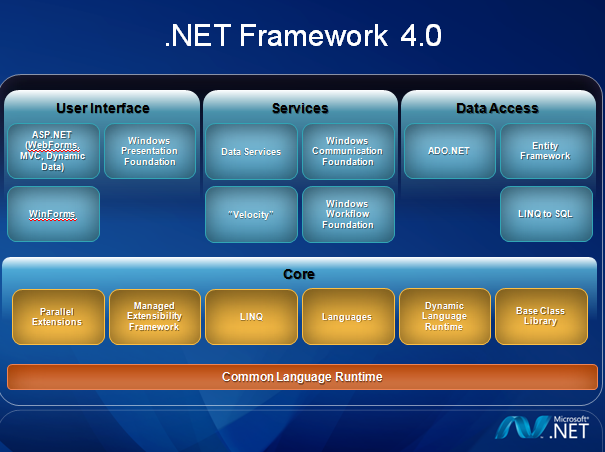 .NET Framework 4.0
User Interface
Services
Data Access
ASP.NET
(WebForms,
MVC, Dynamic
Data)
Windows
Presentation
Foundation
Data Services
Windows
Communication
Foundation
ADO.NET
Entity
Framework
WinForms
"Velocity"
Windows
Workflow
Foundation
LINQ to SQL
Core
Parallel
Extensions
Managed
Extensibility
Framework
LINQ
Languages
Dynamic
Language
Runtime
Base Class
Library
Common Language Runtime
Microsoft®
.NET